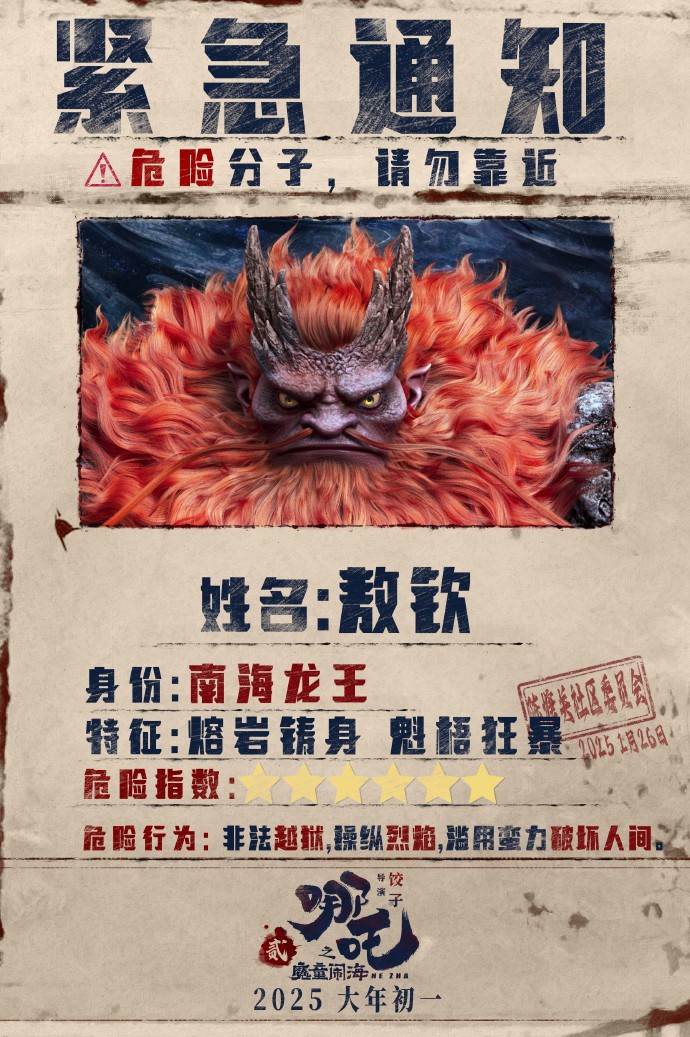 紧急通知
危险分子，请勿靠近
姓名:敖钦
身份:南海龙王
特征:熔岩铸身 魁梧狂暴
危险指数:
陈塘关社区委员会
2025 1月26日
危险行为：非法越狱,操纵烈焰,滥用蛮力破坏人间。
导演
饺子
哪吒
之
贰
魔童闹海
NE ZHA
2025 大年初一